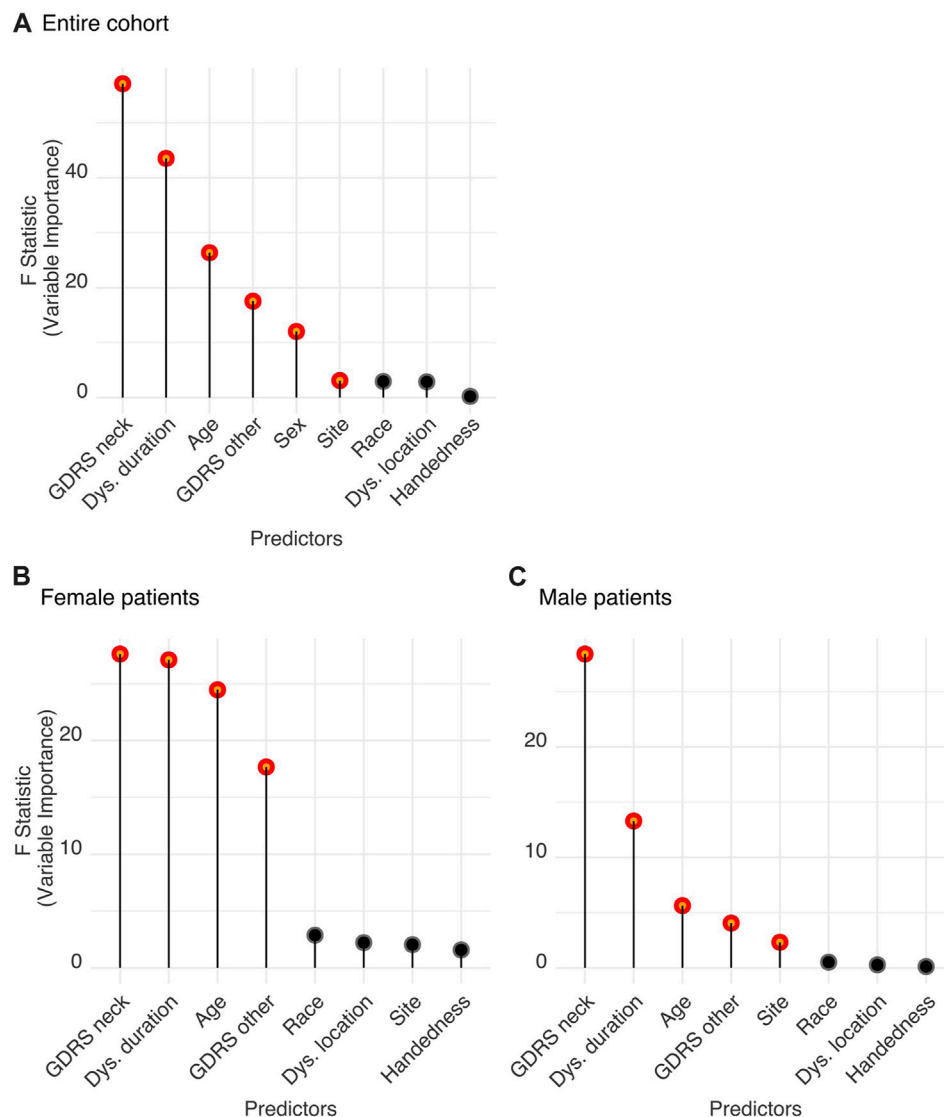 A Entire cohort
F Statistic
(Variable Importance)
40
20
0
GDRS neck
Dys. duration
Age
GDRS other
Sex
Site
Race
Dys. location
Handedness
Predictors
B Female patients
F Statistic
(Variable Importance)
20
10
0
GDRS neck
Dys. duration
Age
GDRS other
Race
Dys. location
Site
Handedness
Predictors
C Male patients
20
10
0
GDRS neck
Dys. duration
Age
GDRS other
Site
Race
Dys. location
Handedness
Predictors